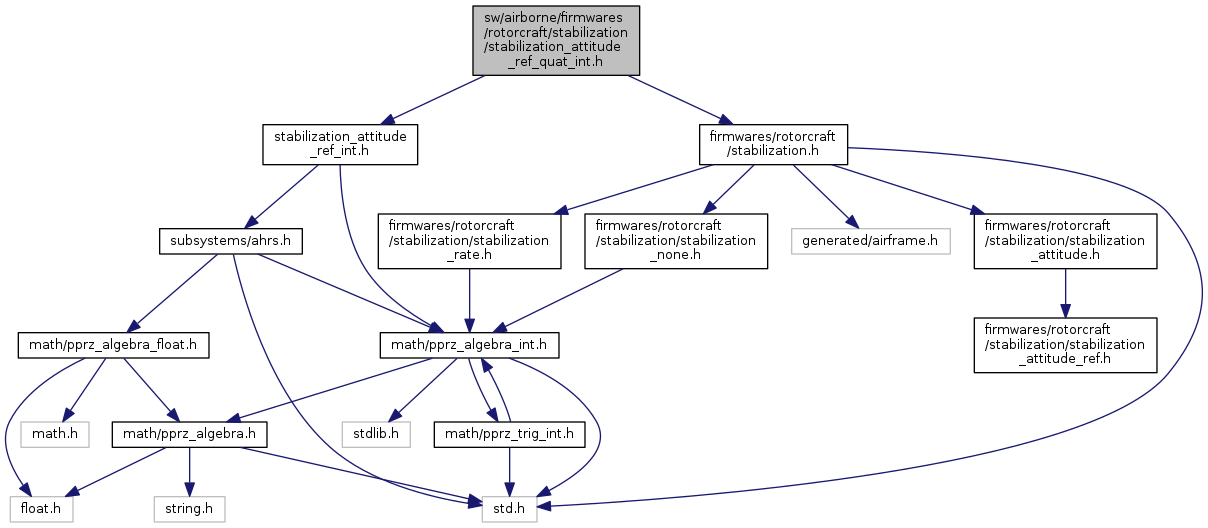 sw/airborne/firmwares
/rotorcraft/stabilization
/stabilization_attitude
_ref_quat_int.h
stabilization_attitude
_ref_int.h
firmwares/rotorcraft
/stabilization.h
subsystems/ahrs.h
firmwares/rotorcraft
/stabilization/stabilization
_rate.h
firmwares/rotorcraft
/stabilization/stabilization
_none.h
generated/airframe.h
firmwares/rotorcraft
/stabilization/stabilization
_attitude.h
math/pprz_algebra_float.h
math/pprz_algebra_int.h
firmwares/rotorcraft
/stabilization/stabilization
_attitude_ref.h
math.h
math/pprz_algebra.h
stdlib.h
math/pprz_trig_int.h
float.h
string.h
std.h